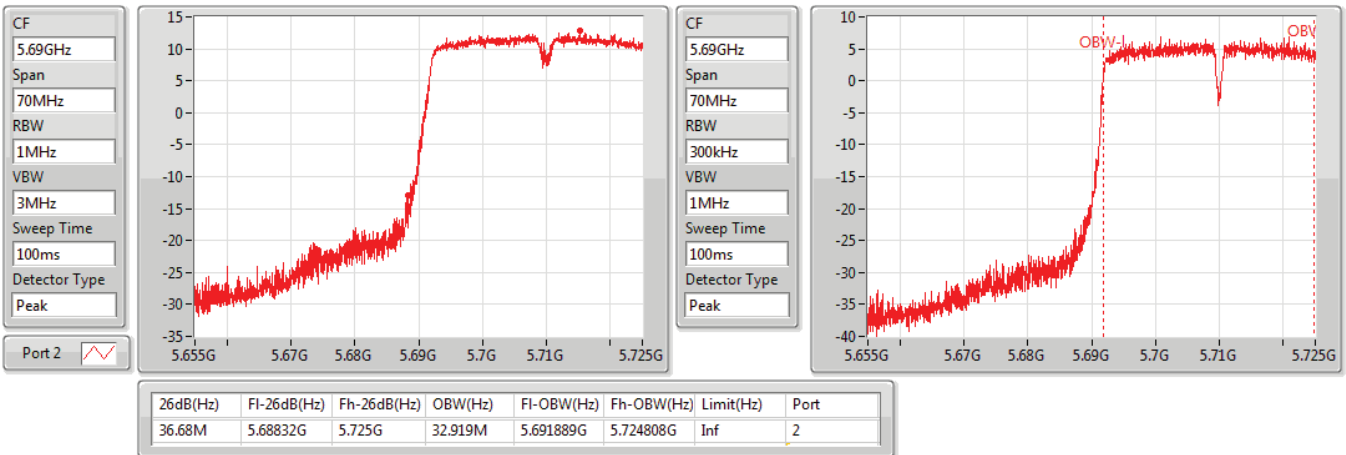 CF
5.69GHz
Span
70MHz
RBW
1MHz
VBW
3MHz
Sweep Time
100ms
Detector Type
Peak
Port 2
15
10
5
0
-5
-10
-15
-20
-25
-30
-35
5.655G 5.67G 5.68G 5.69G 5.7G 5.71G 5.725G
CF
5.69GHz
Span
70MHz
RBW
300kHz
VBW
1MHz
Sweep Time
100ms
Detector Type
Peak
10
5
0
-5
-10
-15
-20
-25
-30
-35
-40
OBW-
OBV
5.655G 5.67G 5.68G 5.69G 5.7G 5.71G 5.725G
26dB(Hz) Fl-26dB(Hz) Fh-26dB(Hz) OBW(Hz) Fl-OBW(Hz) Fh-OBW(Hz) Limit(Hz) Port
36.68M 5.68832G 5.725G 32.919M 5.691889G 5.724808G Inf 2